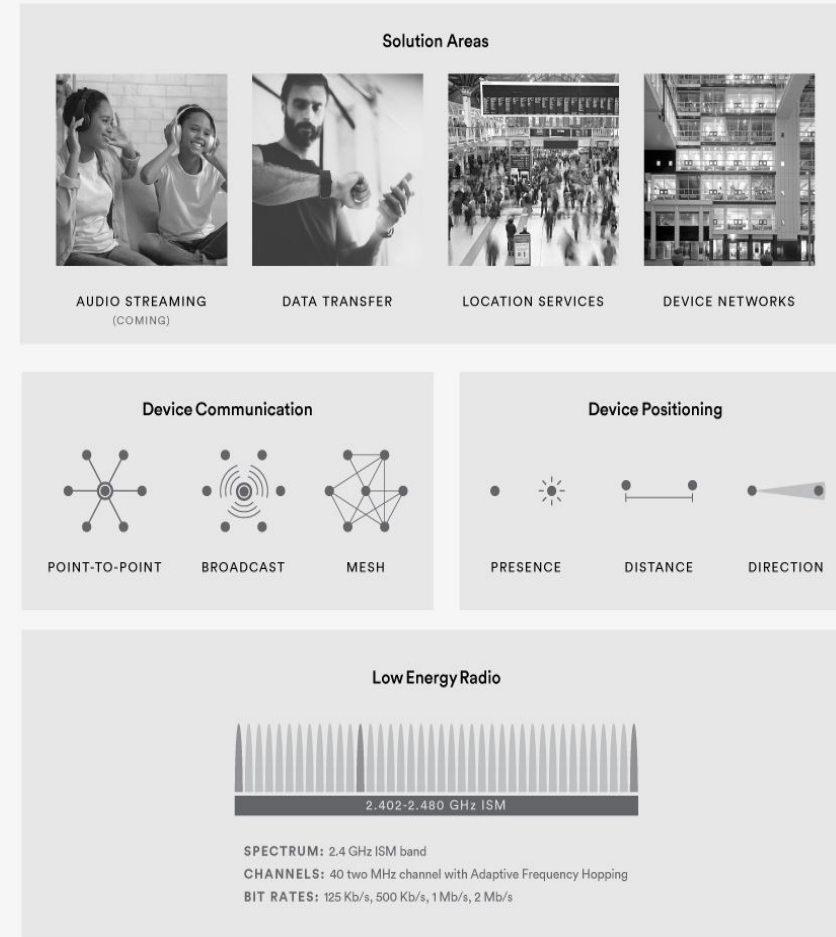 Solution Areas
AUDIO STREAMING
(COMING)
DATA TRANSFER
LOCATION SERVICES
DEVICE NETWORKS
Device Communication
POINT-TO-POINT
BROADCAST
MESH
Device Positioning
PRESENCE
DISTANCE
DIRECTION
Low Energy Radio
2.402-2.480 GHz ISM
SPECTRUM: 2.4 GHz ISM band
CHANNELS: 40 two MHz channel with Adaptive Frequency Hopping
BIT RATES: 125 Kb/s, 500 Kb/s, 1 Mb/s, 2 Mb/s